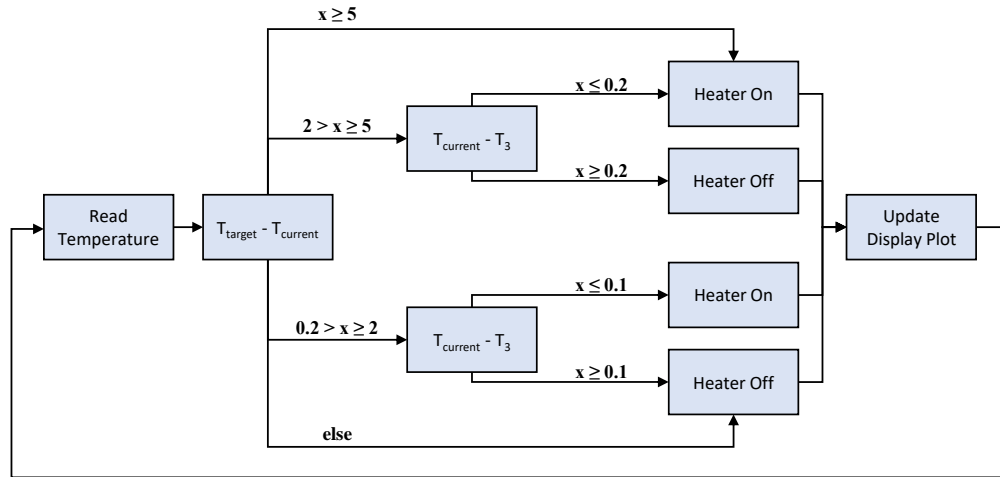 x ≥ 5
x ≤ 0.2
Heater On
2 > x ≥ 5
T_current - T_3
x ≥ 0.2
Heater Off
Read
Temperature
T_target - T_current
Update
Display Plot
x ≤ 0.1
Heater On
0.2 > x ≥ 2
T_current - T_3
x ≥ 0.1
Heater Off
else